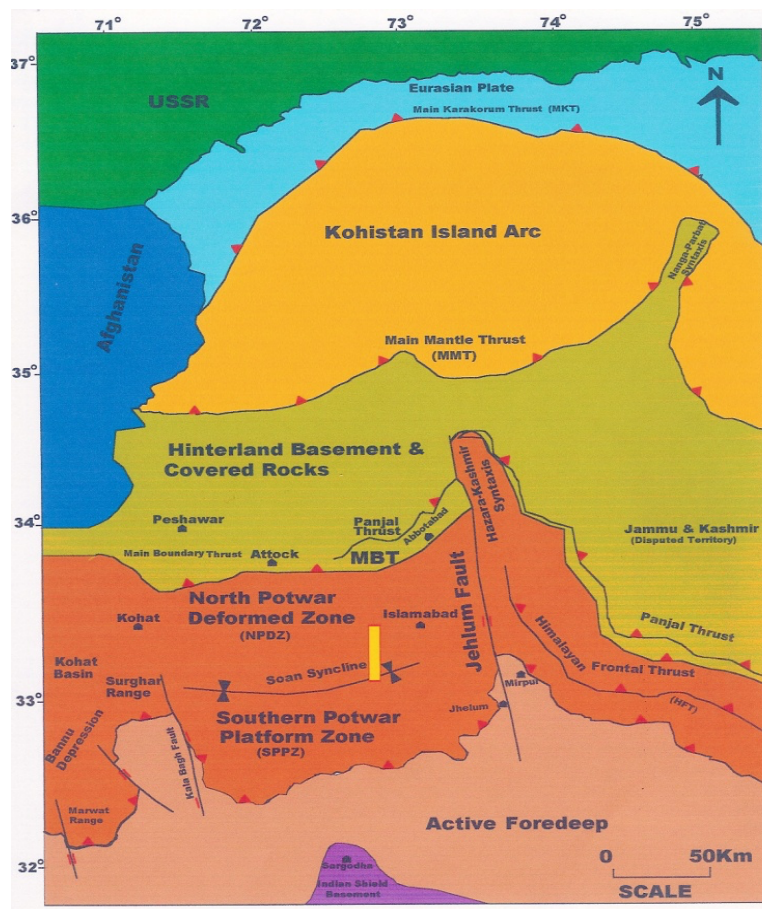 71°
72°
73°
74°
75°
37°
36°
35°
34°
33°
32°
N
USSR
Eurasian Plate
Main Karakorum Thrust (MKT)
Kohistan Island Arc
Nanga-Parbat
Syntaxis
Afghanistan
Main Mantle Thrust
(MMT)
Hinterland Basement &
Covered Rocks
Hazara-Kashmir
Syntaxis
Peshawar
Panjal
Thrust
Abbotabad
Jammu & Kashmir
(Disputed Territory)
Main Boundary Thrust
Attock
MBT
North Potwar
Deformed Zone
(NPDZ)
Islamabad
Kohat
Jehlum Fault
Himalayan
Frontal Thrust
(HFT)
Panjal Thrust
Kohat
Basin
Surghar
Range
Soan Syncline
Mirpur
Jhelum
Southern Potwar
Platform Zone
(SPPZ)
Bannu
Depression
Kala Bagh Fault
Marwat
Range
Active Foredeep
Sargodha
Indian Shield
Basement
0
50Km
SCALE